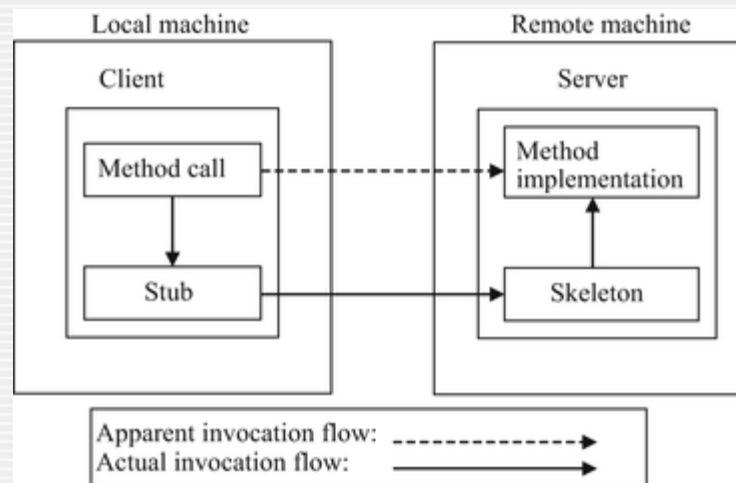 Local machine
Remote machine
Client
Server
Method call
Method
implementation
Stub
Skeleton
Apparent invocation flow:
Actual invocation flow: